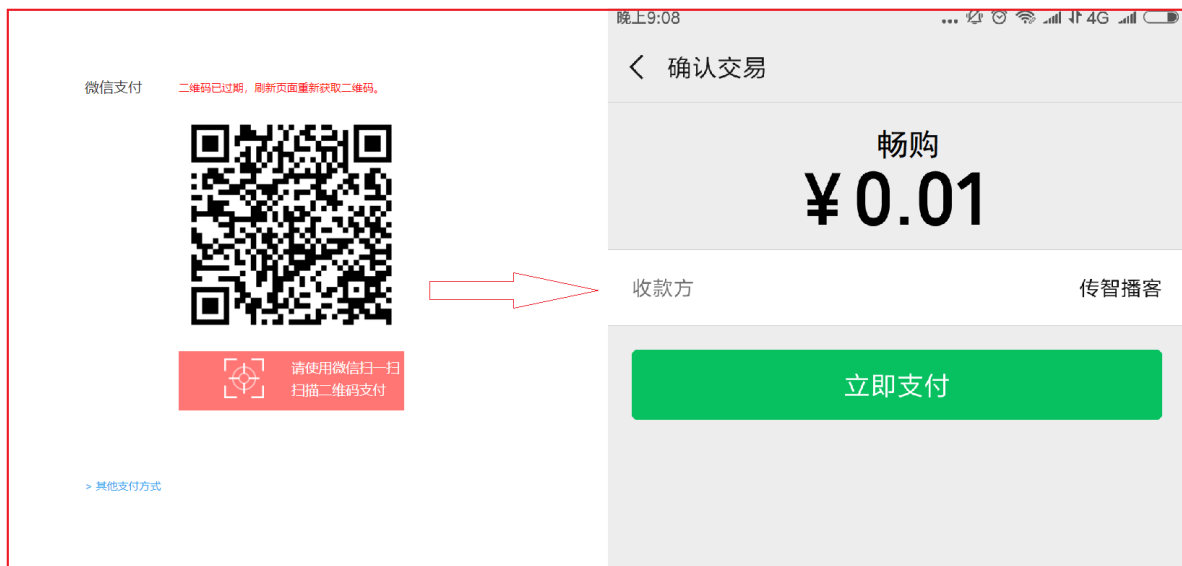 微信支付
二维码已过期，刷新页面重新获取二维码。
请使用微信扫一扫
扫描二维码支付
> 其他支付方式
晚上9:08
... 4G
确认交易
畅购
¥0.01
收款方
传智播客
立即支付